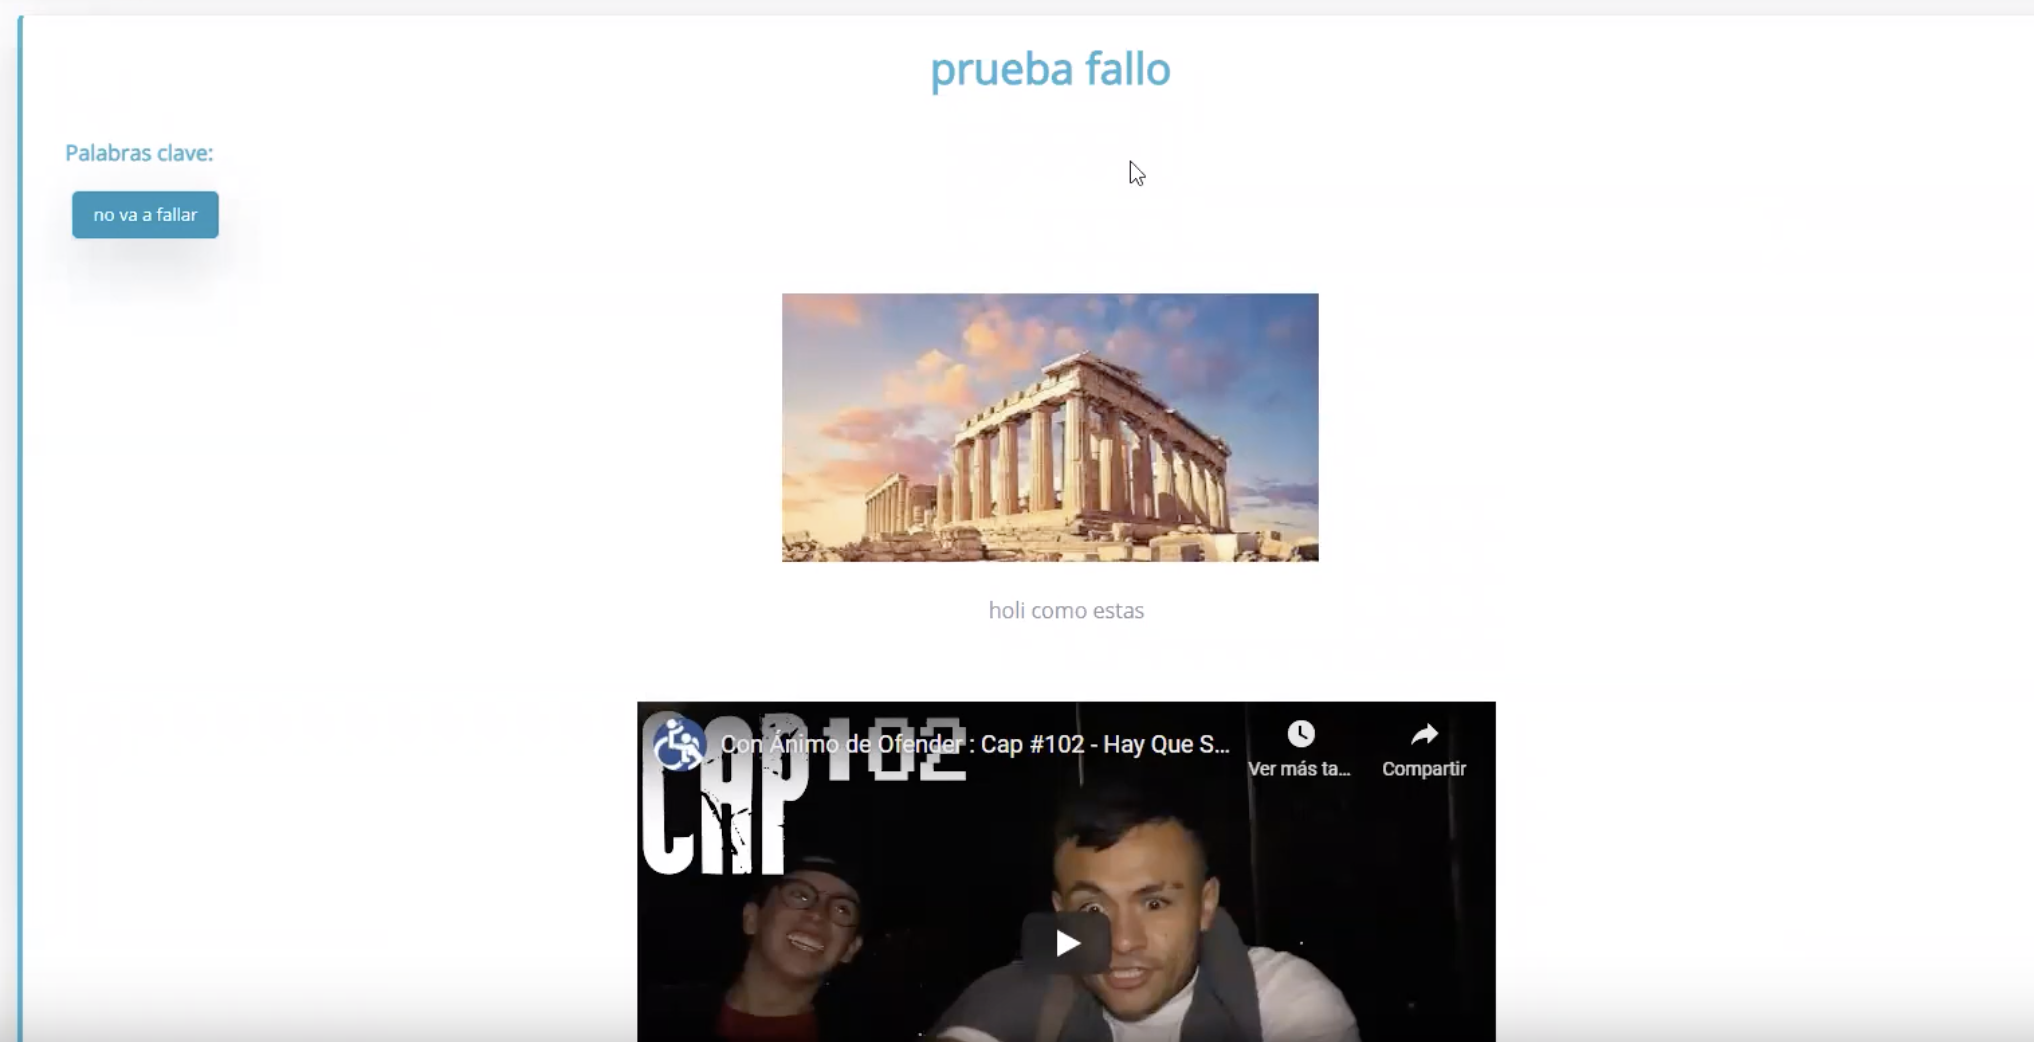 prueba fallo
Palabras clave:
no va a fallar
holi como estas
Con Ánimo de Ofender : Cap #102 - Hay Que S...
Ver más ta...
Compartir
CAP 102